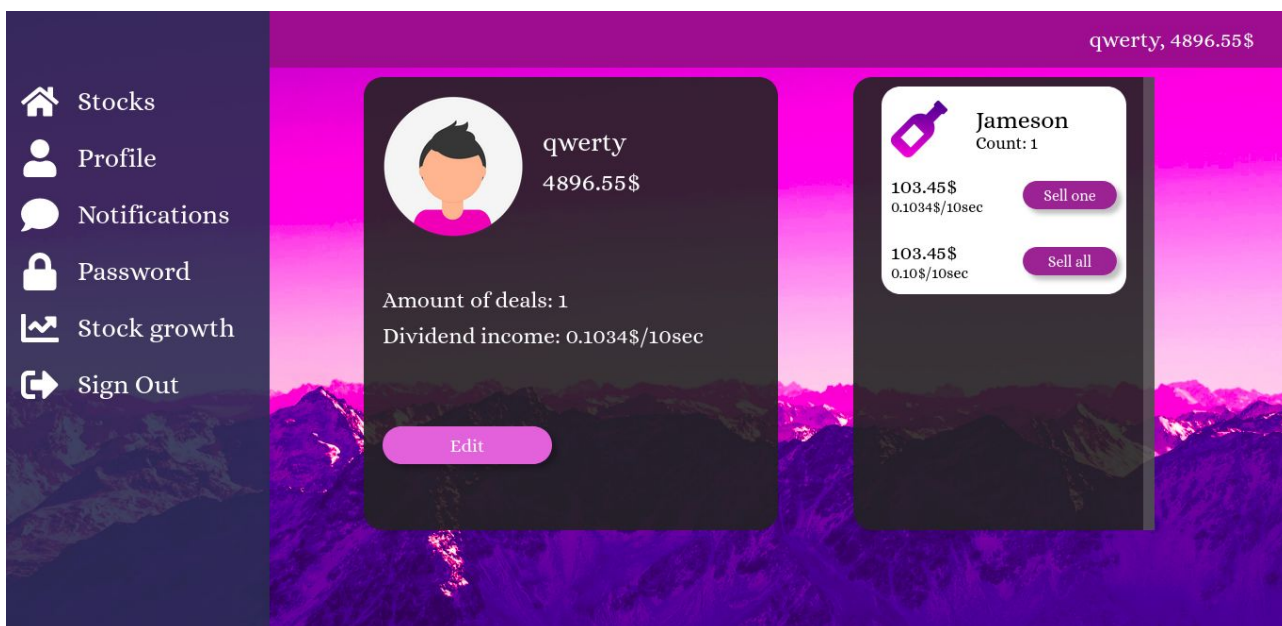 qwerty, 4896.55$
Stocks
Profile
Notifications
Password
Stock growth
Sign Out
qwerty
4896.55$
Amount of deals: 1
Dividend income: 0.1034$/10sec
Edit
Jameson
Count: 1
103.45$
0.1034$/10sec
Sell one
103.45$
0.10$/10sec
Sell all